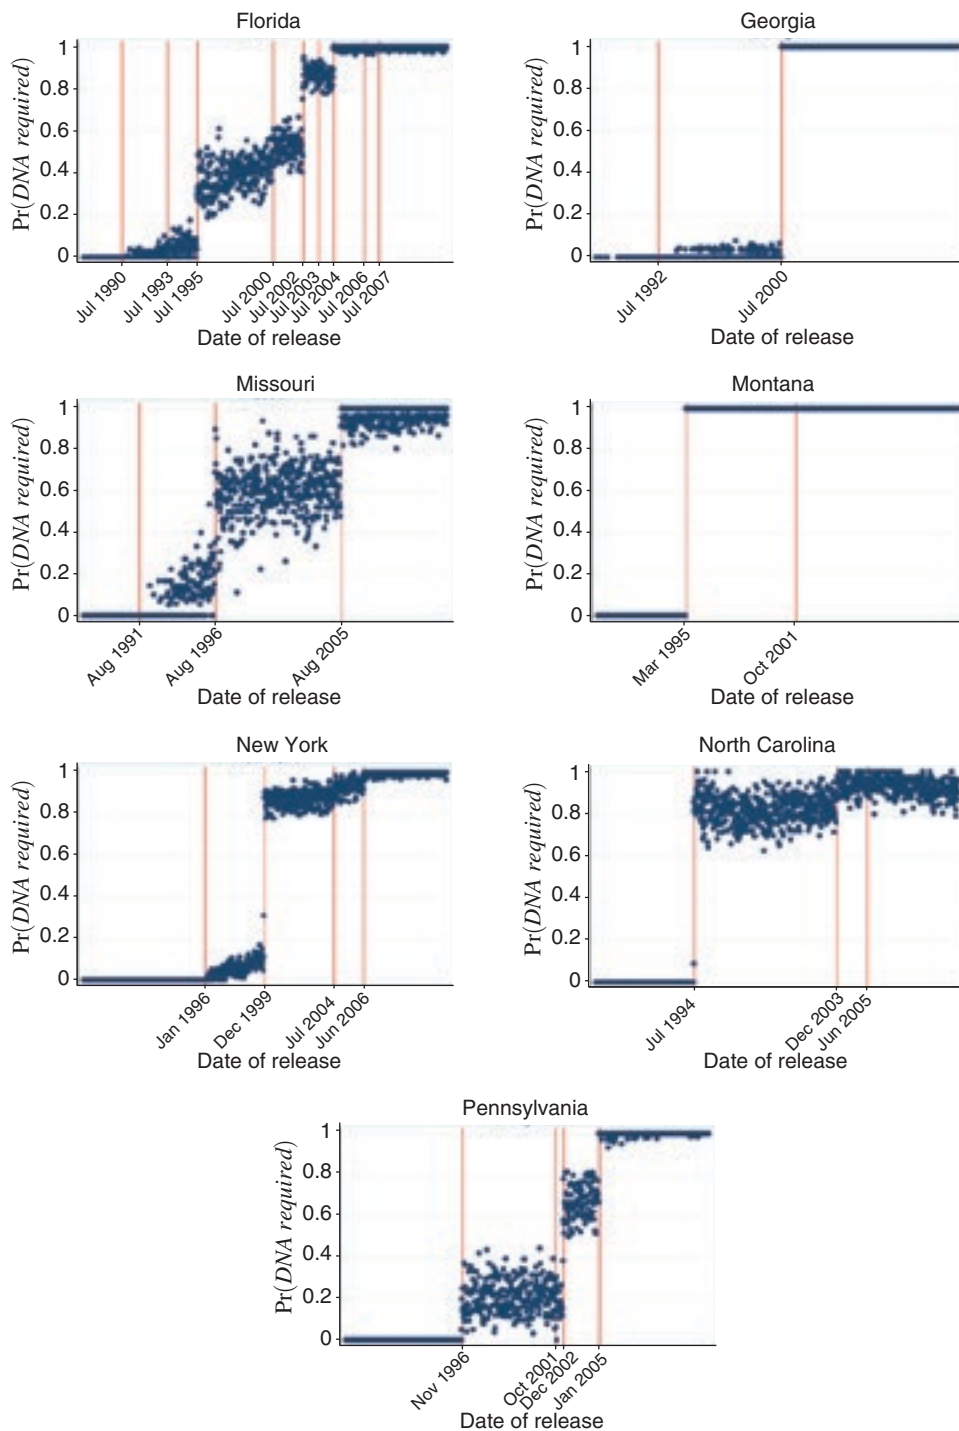 Florida
Pr(DNA required)
1
0.8
0.6
0.4
0.2
0
Jul 1990
Jul 1993
Jul 1995
Jul 2000
Jul 2002
Jul 2003
Jul 2004
Jul 2006
Jul 2007
Date of release
Georgia
Pr(DNA required)
1
0.8
0.6
0.4
0.2
0
Jul 1992
Jul 2000
Date of release
Missouri
Pr(DNA required)
1
0.8
0.6
0.4
0.2
0
Aug 1991
Aug 1996
Aug 2005
Date of release
Montana
Pr(DNA required)
1
0.8
0.6
0.4
0.2
0
Mar 1995
Oct 2001
Date of release
New York
Pr(DNA required)
1
0.8
0.6
0.4
0.2
0
Jan 1996
Dec 1999
Jul 2004
Jun 2006
Date of release
North Carolina
Pr(DNA required)
1
0.8
0.6
0.4
0.2
0
Jul 1994
Dec 2003
Jun 2005
Date of release
Pennsylvania
Pr(DNA required)
1
0.8
0.6
0.4
0.2
0
Nov 1996
Oct 2001
Dec 2002
Jan 2005
Date of release